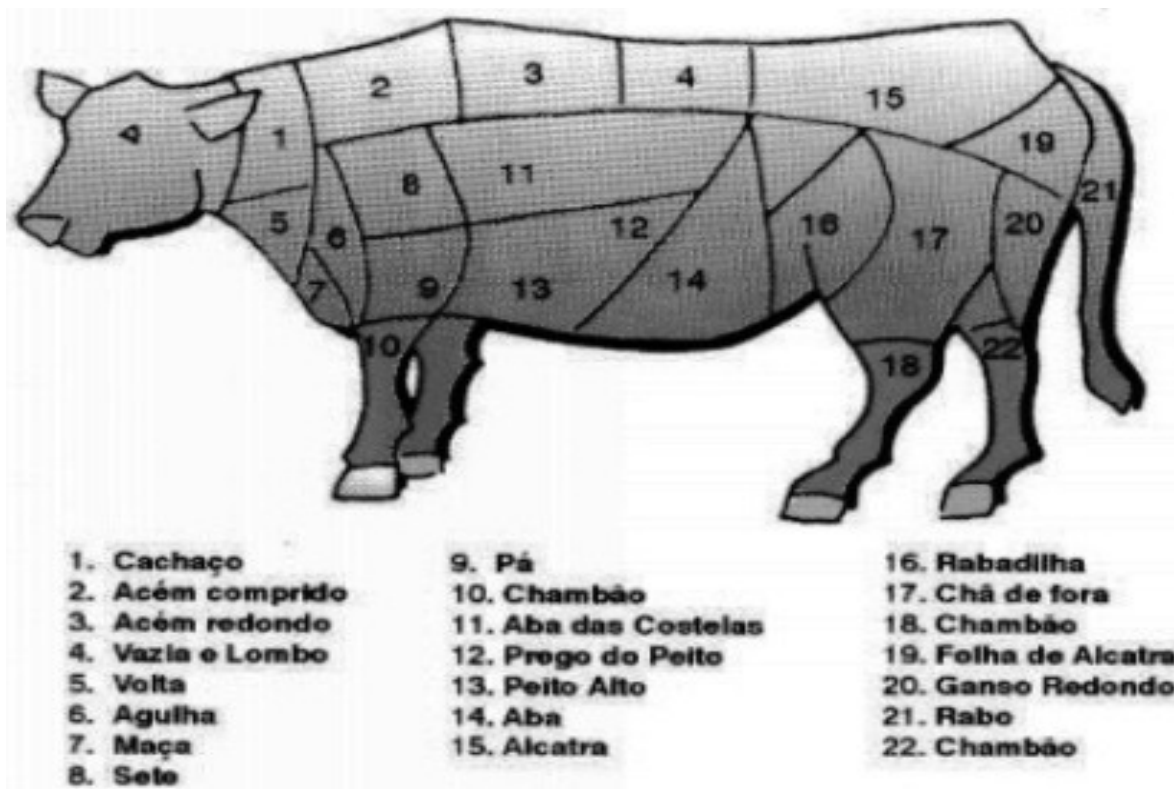 1
2
3
4
5
6
7
8
9
10
11
12
13
14
15
16
17
18
19
20
21
22
1. Cachaço
2. Acém comprido
3. Acém redondo
4. Vazia e Lombo
5. Volta
6. Agulha
7. Maça
8. Sete
9. Pá
10. Chambão
11. Aba das Costelas
12. Prego do Peito
13. Peito Alto
14. Aba
15. Alcatra
16. Rabadilha
17. Chã de fora
18. Chambão
19. Folha de Alcatra
20. Ganso Redondo
21. Rabo
22. Chambão